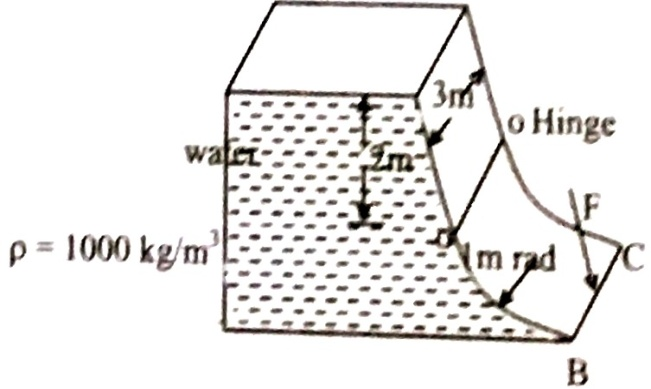 3m
o Hinge
water
2m
F
ρ = 1000 kg/m³
1m rad
C
B